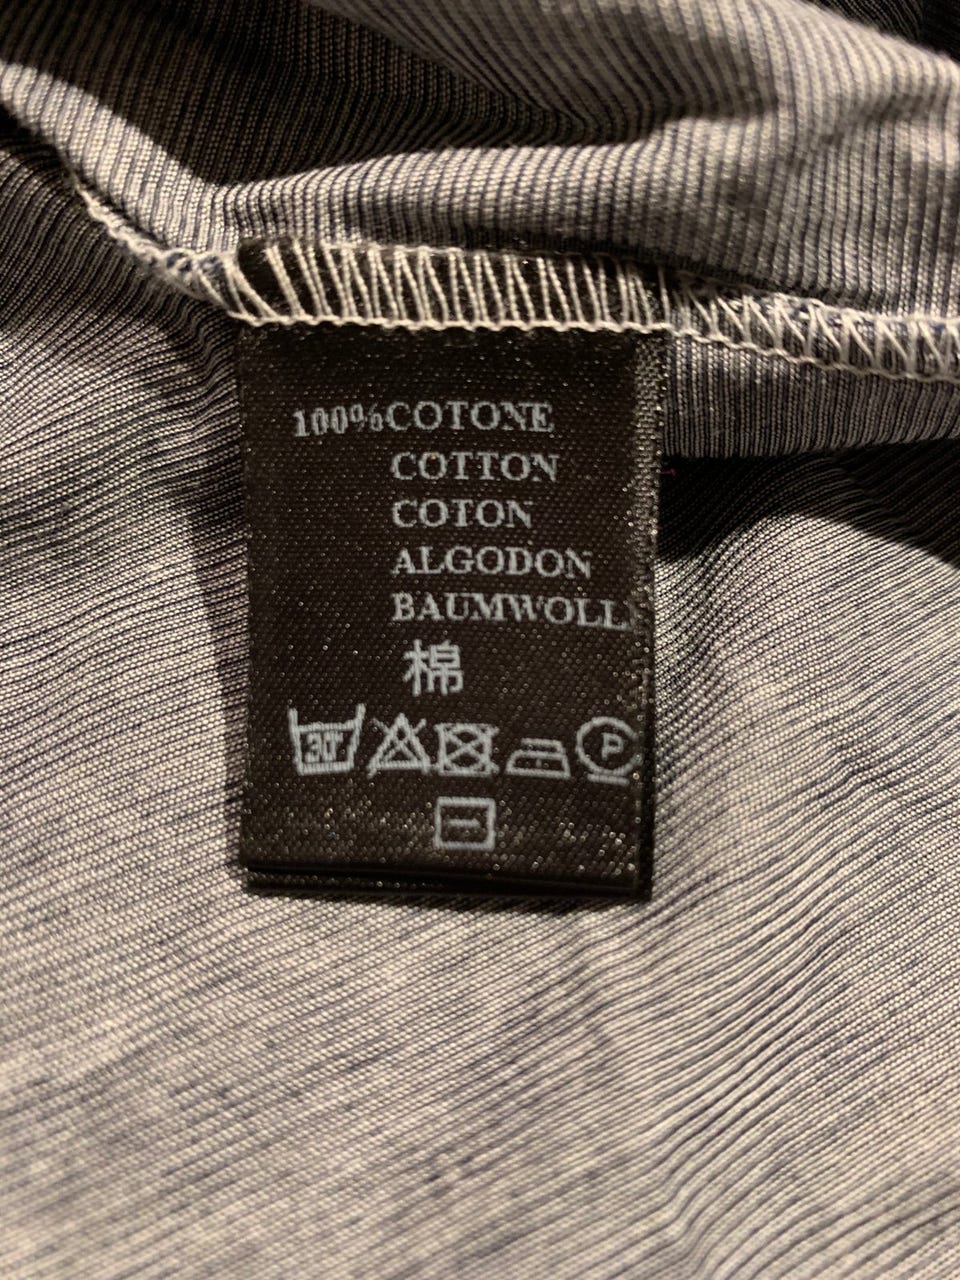 100% COTONE
COTTON
COTON
ALGODON
BAUMWOLL
棉
30°
P